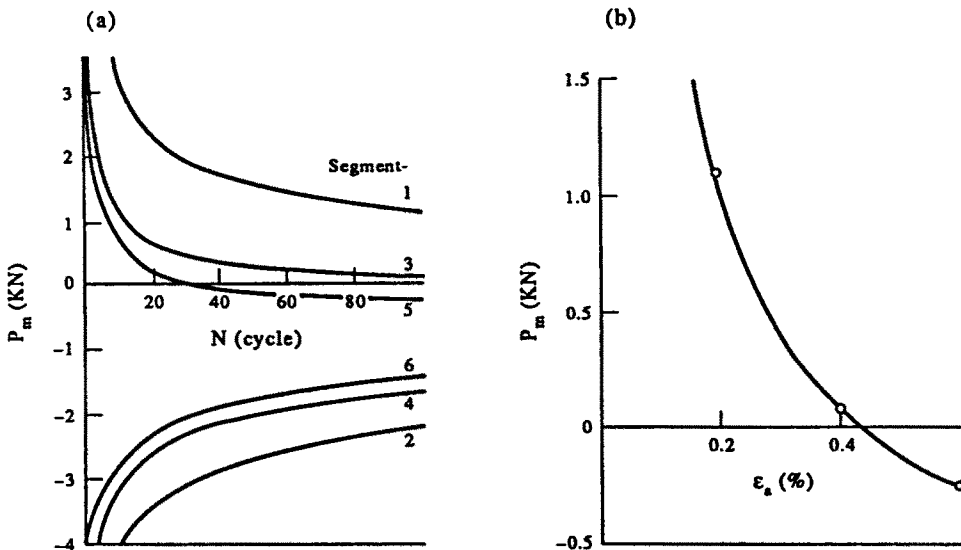 (a)
3
2
1
0
-1
-2
-3
-4
P_m (KN)
Segment-
1
3
5
20 40 60 80
N (cycle)
6
4
2
(b)
1.5
1.0
0.5
0
-0.5
P_m (KN)
0.2 0.4
ε_a (%)